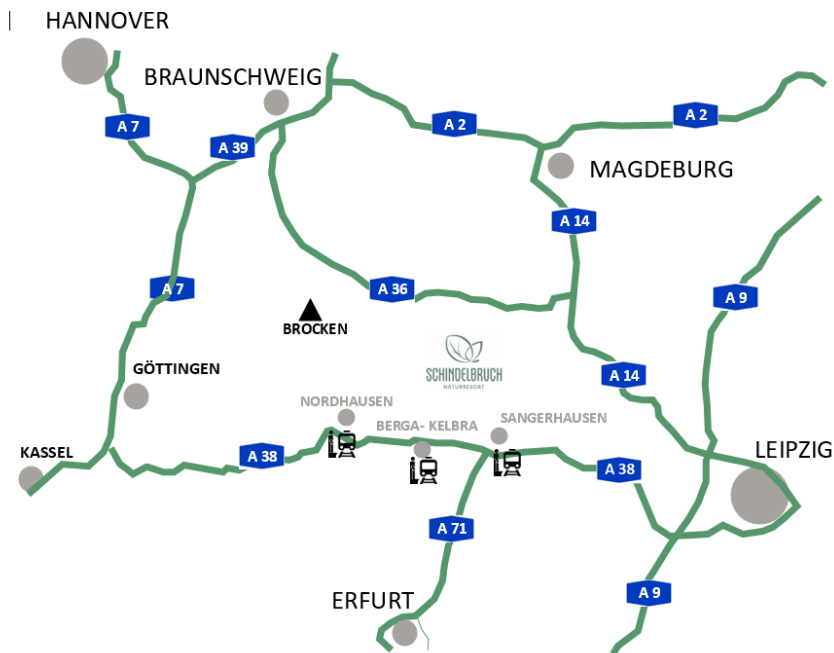 HANNOVER
BRAUNSCHWEIG
A 7
A 39
A 2
A 2
MAGDEBURG
A 14
A 7
A 36
A 9
BROCKEN
SCHINDELBRUCH
NATURRESORT
GÖTTINGEN
A 14
NORDHAUSEN
BERGA- KELBRA
SANGERHAUSEN
KASSEL
A 38
A 38
LEIPZIG
A 71
A 9
ERFURT